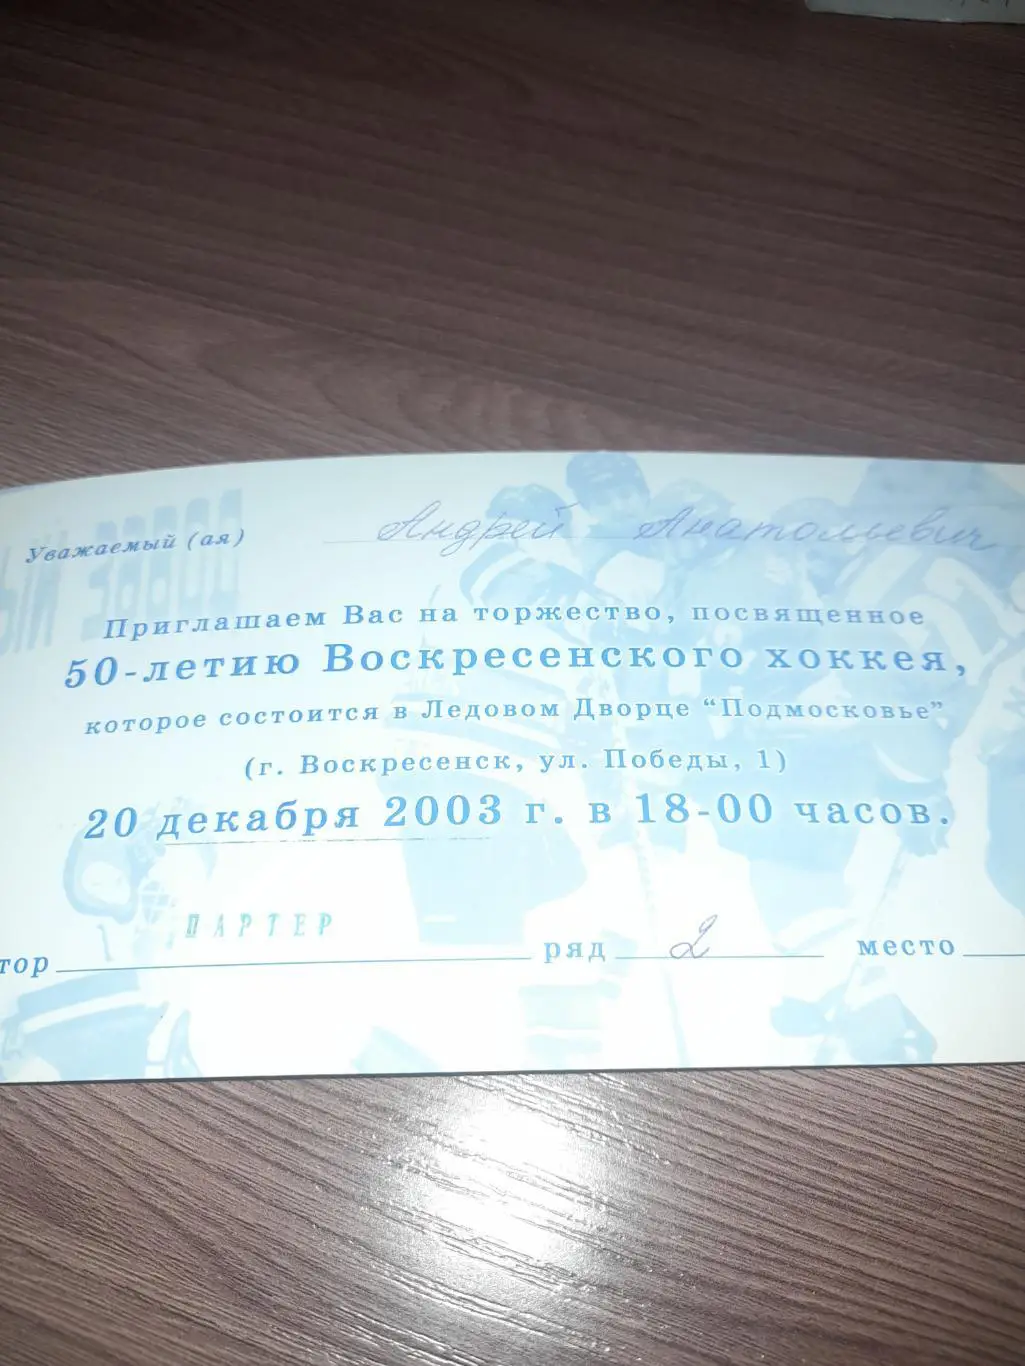 Уважаемый (ая) Андрей Анатольевич
Приглашаем Вас на торжество, посвященное
50-летию Воскресенского хоккея,
которое состоится в Ледовом Дворце "Подмосковье"
(г. Воскресенск, ул. Победы, 1)
20 декабря 2003 г. в 18-00 часов.
ПАРТЕР
тор ряд 2 место